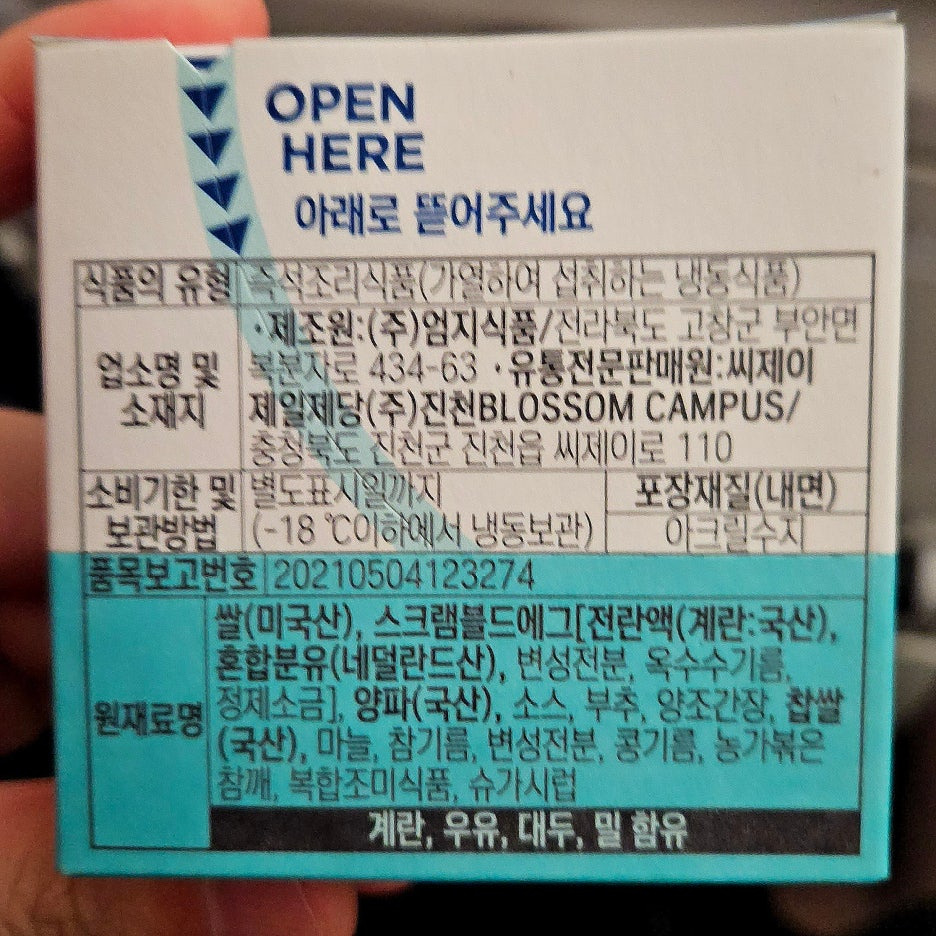 OPEN
HERE
아래로 뜯어주세요
식품의 유형 즉석조리식품(가열하여 섭취하는 냉동식품)
업소명 및
소재지
·제조원:(주)엄지식품/전라북도 고창군 부안면
복분자로 434-63 ·유통전문판매원:씨제이
제일제당(주)진천BLOSSOM CAMPUS/
충청북도 진천군 진천읍 씨제이로 110
소비기한 및
보관방법
별도표시일까지
(-18 ℃이하에서 냉동보관)
포장재질(내면)
아크릴수지
품목보고번호 20210504123274
원재료명
쌀(미국산), 스크램블드에그[전란액(계란:국산),
혼합분유(네덜란드산), 변성전분, 옥수수기름,
정제소금], 양파(국산), 소스, 부추, 양조간장, 찹쌀
(국산), 마늘, 참기름, 변성전분, 콩기름, 농가볶은
참깨, 복합조미식품, 슈가시럽
계란, 우유, 대두, 밀 함유